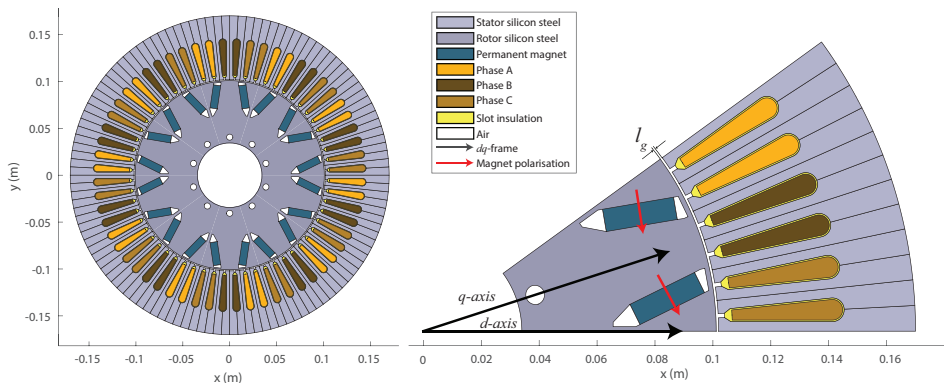 0.15
0.1
0.05
0
-0.05
-0.1
-0.15
y (m)
-0.15 -0.1 -0.05 0 0.05 0.1 0.15
x (m)
Stator silicon steel
Rotor silicon steel
Permanent magnet
Phase A
Phase B
Phase C
Slot insulation
Air
dq-frame
Magnet polarisation
lg
q-axis
d-axis
0 0.02 0.04 0.06 0.08 0.1 0.12 0.14 0.16
x (m)